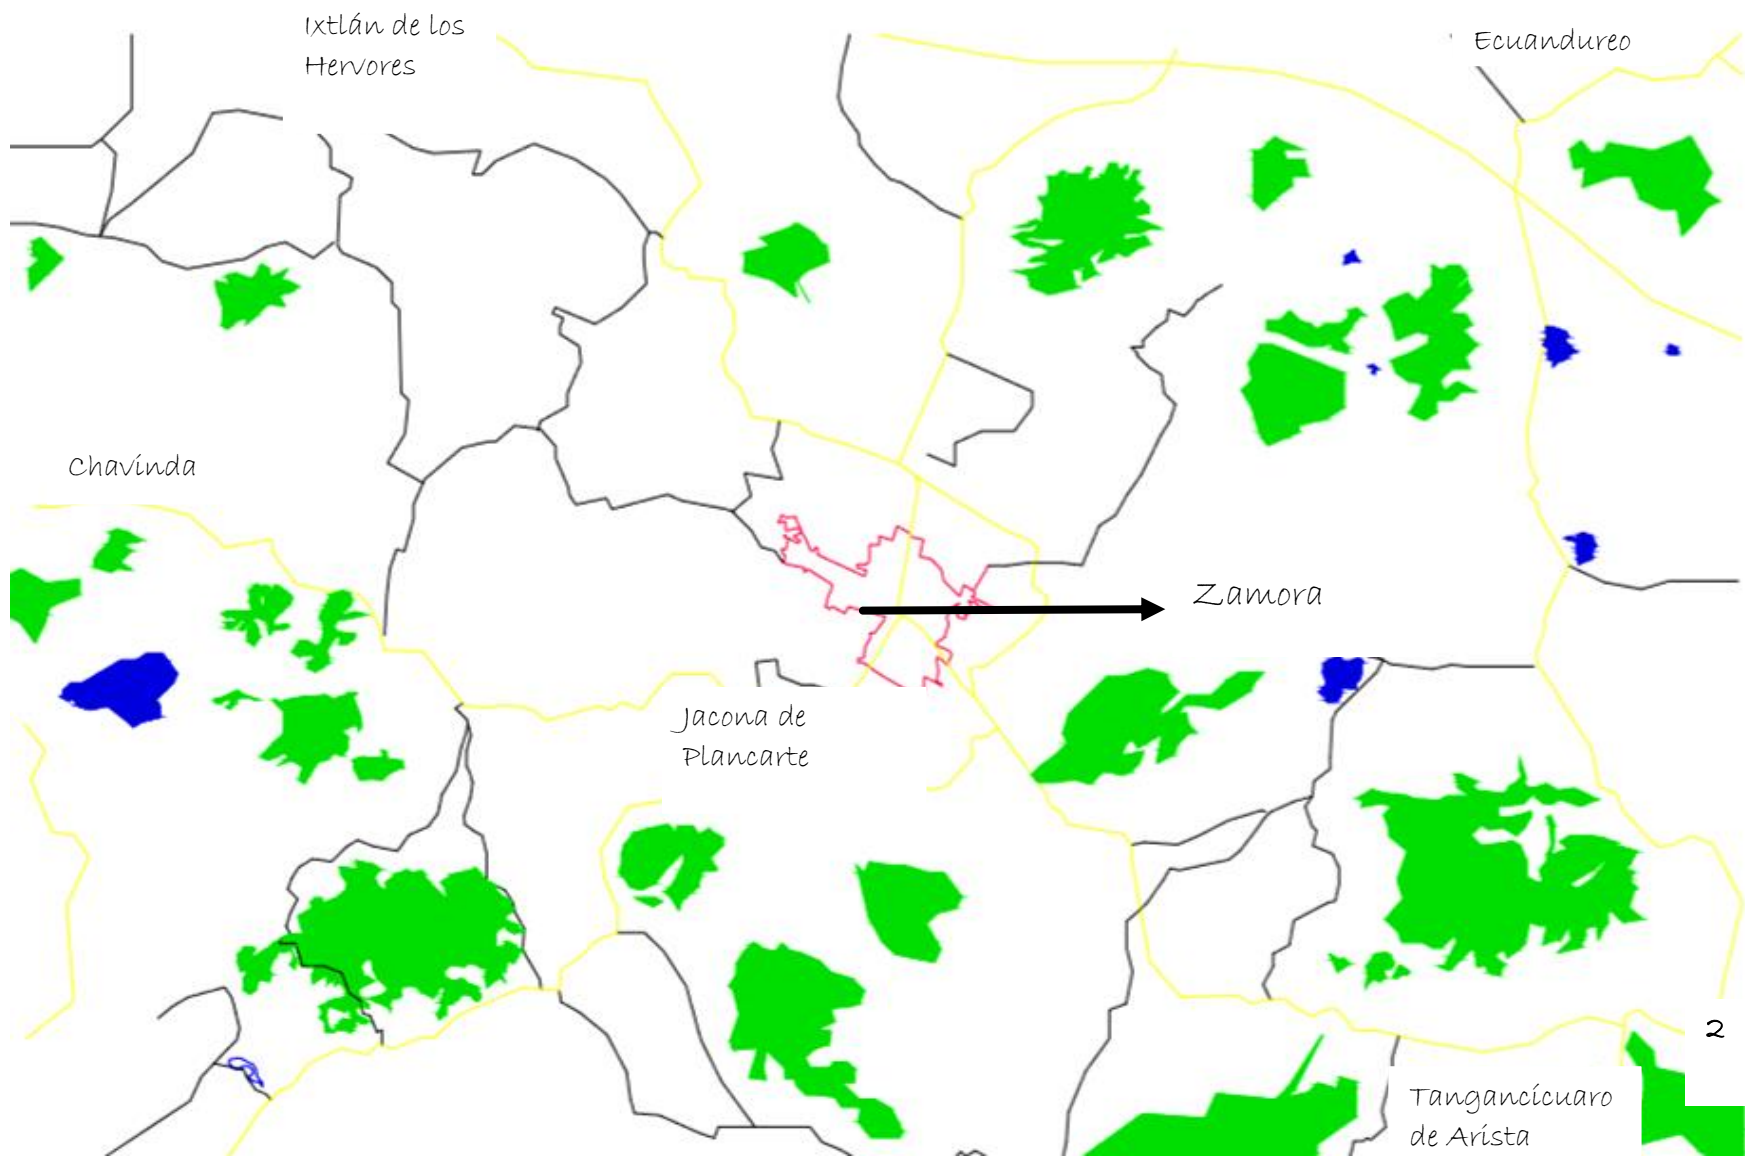 Ixtlán de los
Hervores
Ecuandureo
Chavinda
Zamora
Jacona de
Plancarte
2
Tangancícuaro
de Arista